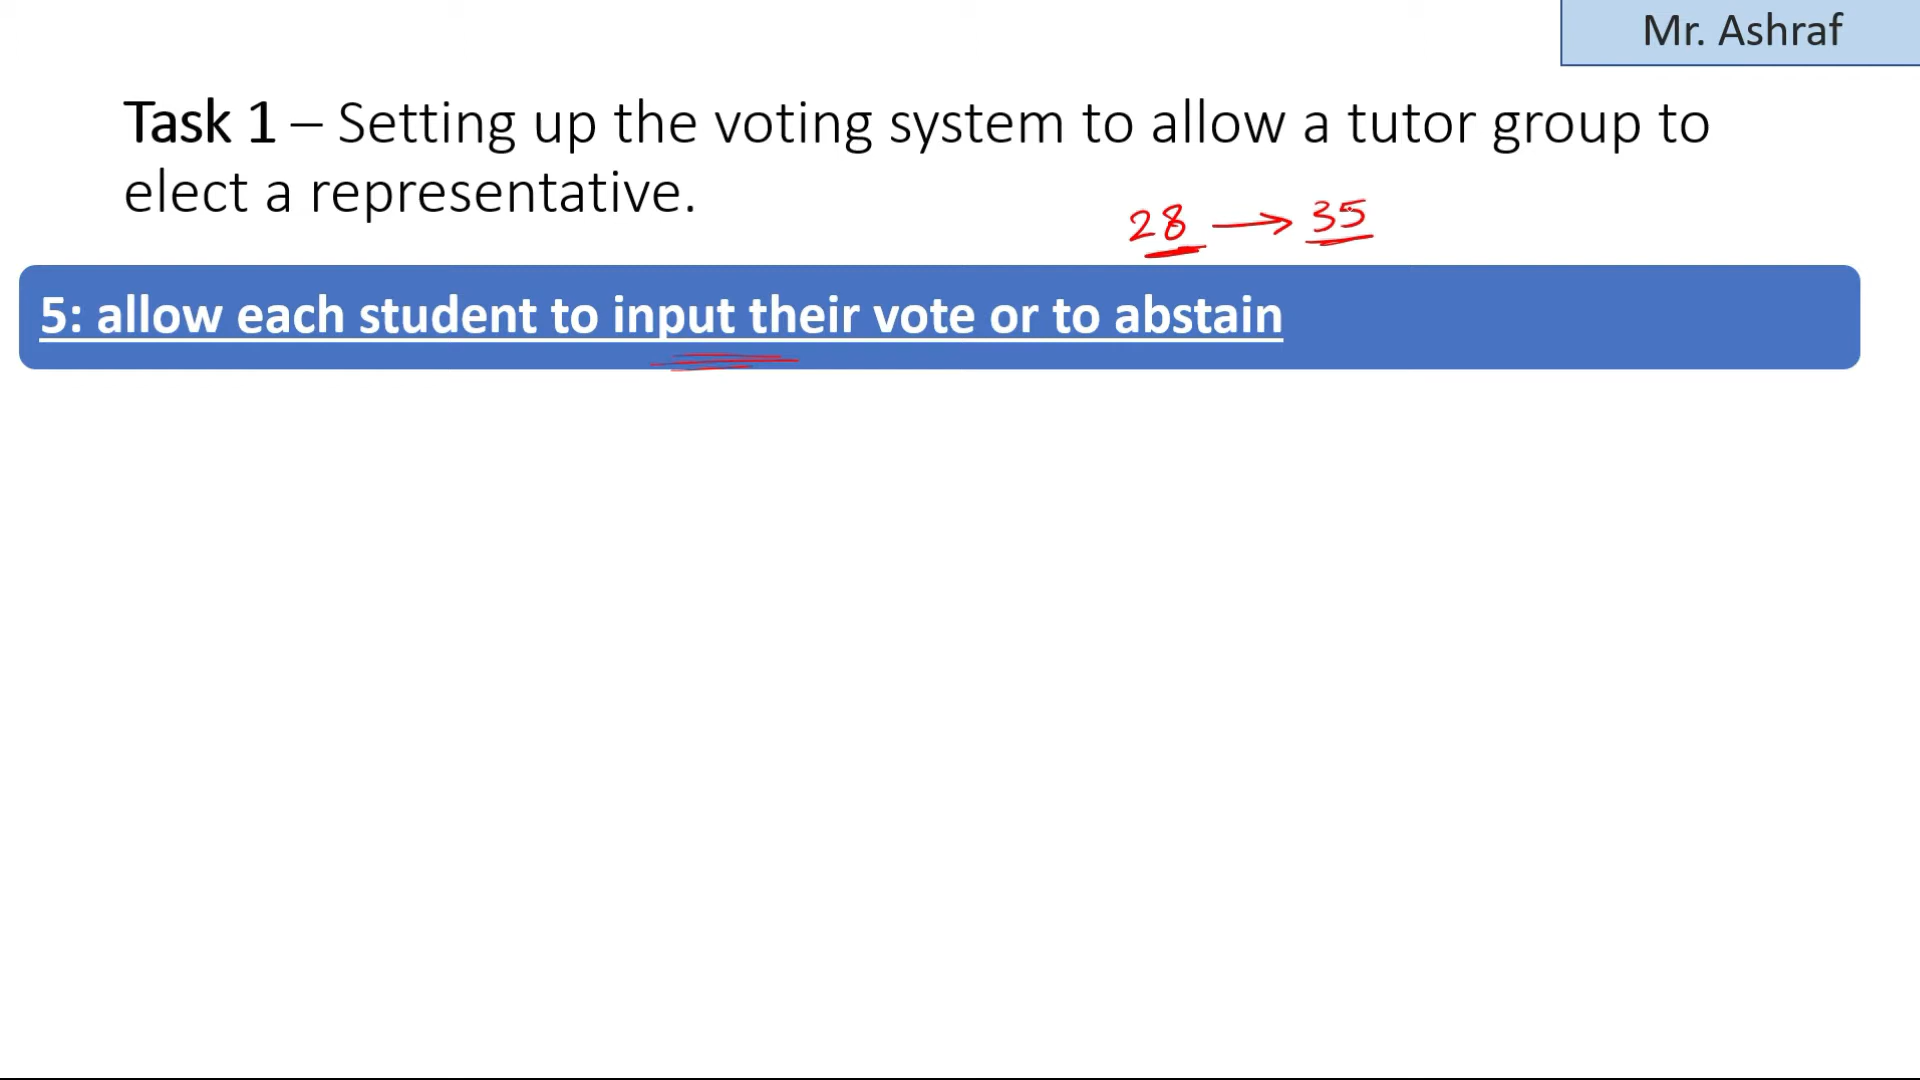 Mr. Ashraf
Task 1 – Setting up the voting system to allow a tutor group to
elect a representative.
28 → 35
5: allow each student to input their vote or to abstain